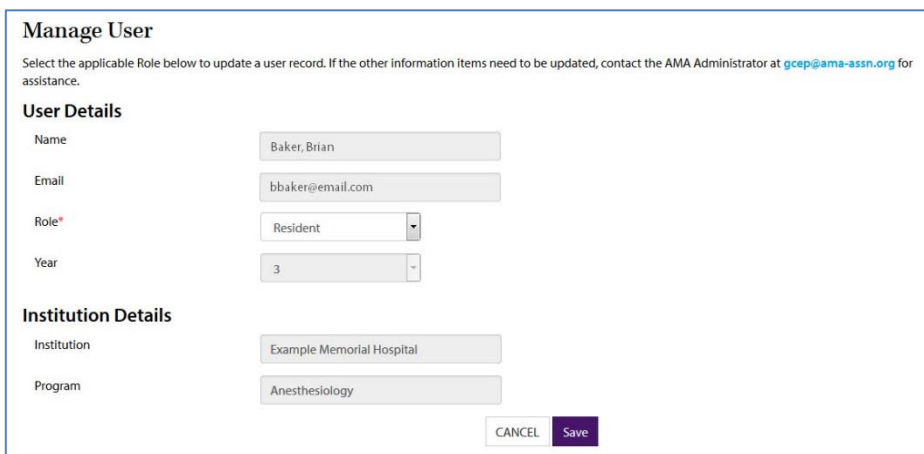 Manage User
Select the applicable Role below to update a user record. If the other information items need to be updated, contact the AMA Administrator at gcep@ama-assn.org for
assistance.
User Details
Name Baker, Brian
Email bbaker@email.com
Role* Resident
Year 3
Institution Details
Institution Example Memorial Hospital
Program Anesthesiology
CANCEL Save